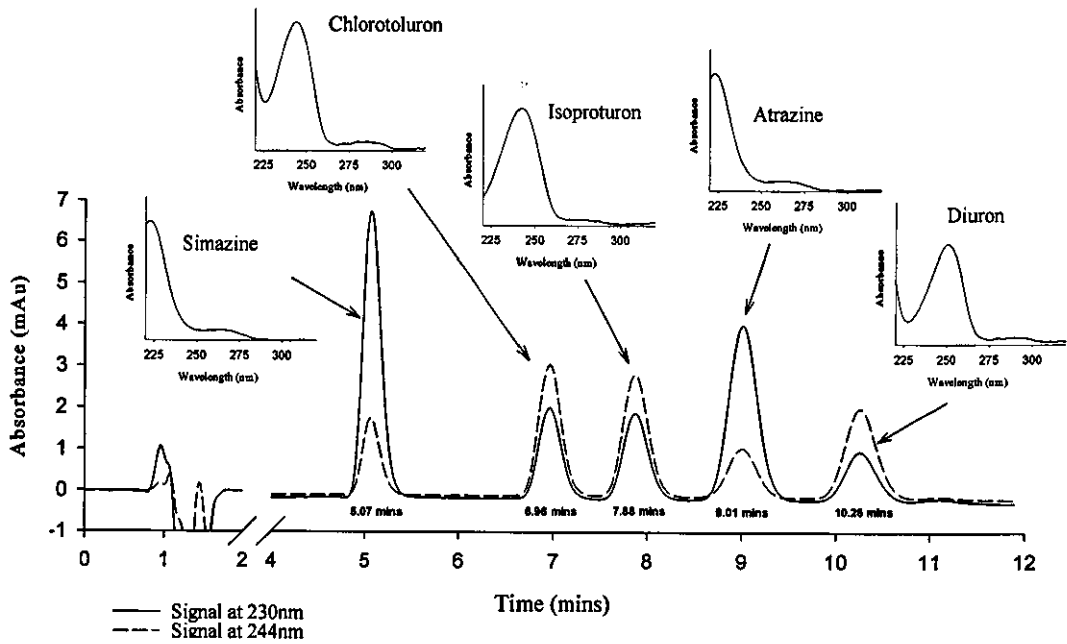 Chlorotoluron
Absorbance
225 250 275 300
Wavelength (nm)
Isoproturon
Absorbance
225 250 275 300
Wavelength (nm)
Atrazine
Absorbance
225 250 275 300
Wavelength (nm)
Simazine
Absorbance
225 250 275 300
Wavelength (nm)
Diuron
Absorbance
225 250 275 300
Wavelength (nm)
Absorbance (mAu)
7
6
5
4
3
2
1
0
-1
5.07 mins 6.96 mins 7.88 mins 9.01 mins 10.26 mins
0 1 2 4 5 6 7 8 9 10 11 12
Time (mins)
Signal at 230nm
Signal at 244nm